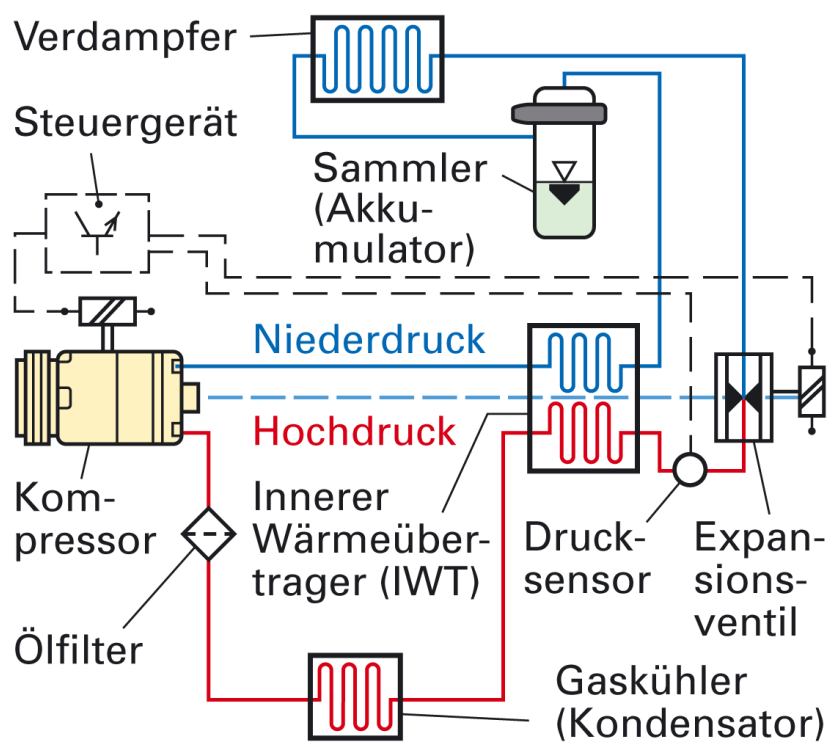 Verdampfer
Steuergerät
Sammler
(Akku-
mulator)
Niederdruck
Hochdruck
Kom-
pressor
Innerer
Wärmeüber-
trager (IWT)
Druck-
sensor
Expan-
sions-
ventil
Ölfilter
Gaskühler
(Kondensator)